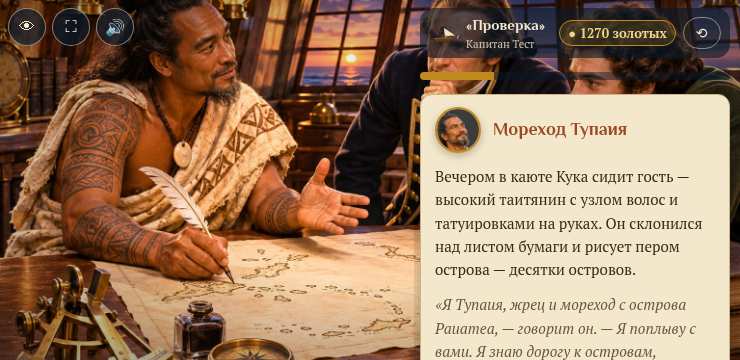 «Проверка»
Капитан Тест
1270 золотых
Мореход Тупаия
Вечером в каюте Кука сидит гость —
высокий таитянин с узлом волос и
татуировками на руках. Он склонился
над листом бумаги и рисует пером
острова — десятки островов.
«Я Тупаия, жрец и мореход с острова
Раиатеа, — говорит он. — Я поплыву с
вами. Я знаю дорогу к островам,